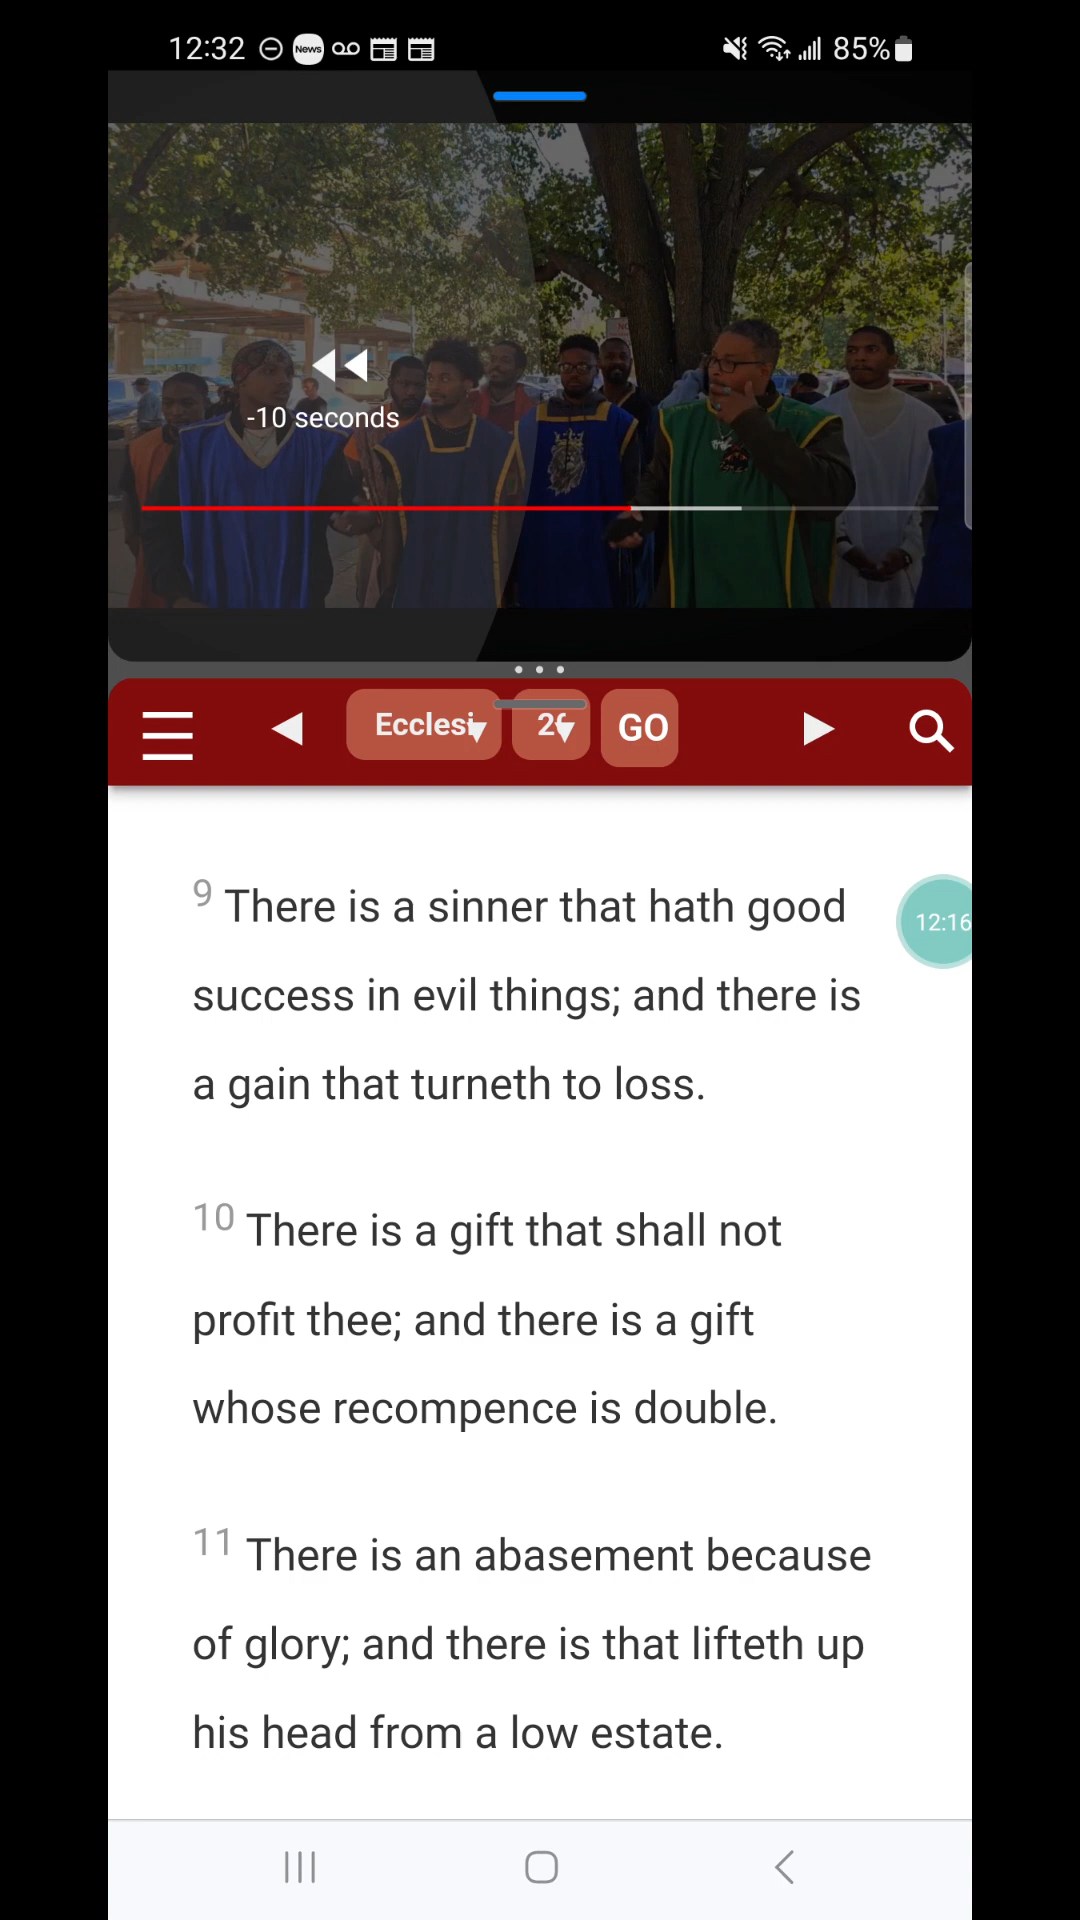 12:32 News 85%
-10 seconds
Ecclesi 20 GO
9 There is a sinner that hath good
success in evil things; and there is
a gain that turneth to loss.
12:16
10 There is a gift that shall not
profit thee; and there is a gift
whose recompence is double.
11 There is an abasement because
of glory; and there is that lifteth up
his head from a low estate.